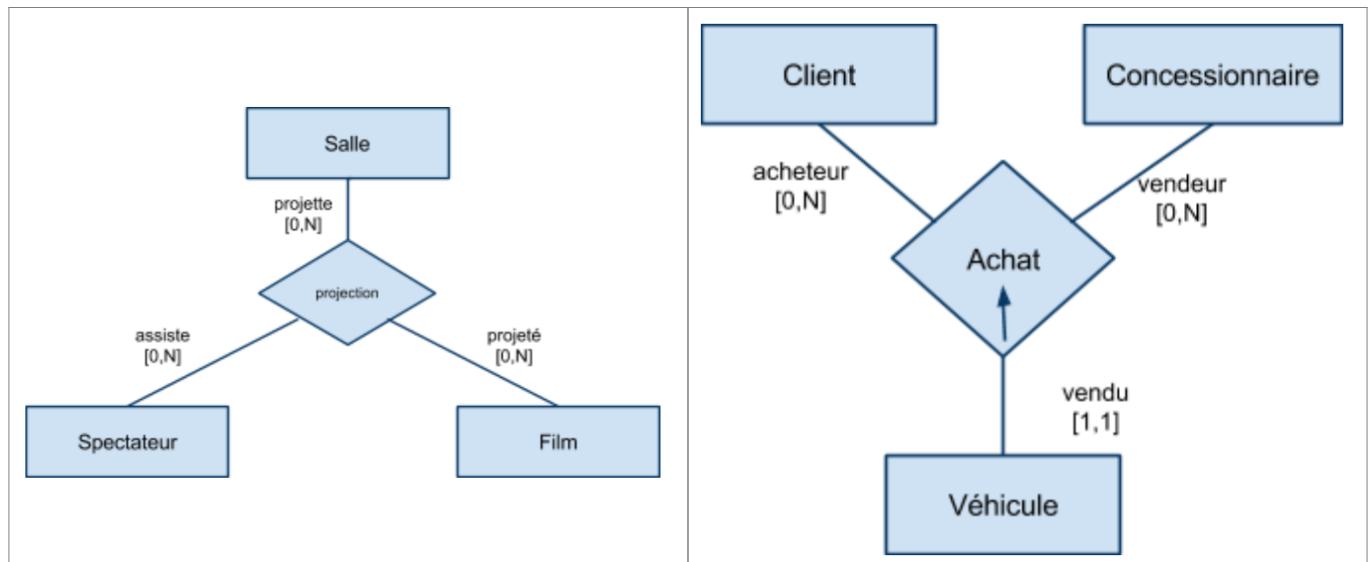 Salle
projette
[0,N]
projection
assiste
[0,N]
projeté
[0,N]
Spectateur
Film
Client
Concessionnaire
acheteur
[0,N]
vendeur
[0,N]
Achat
vendu
[1,1]
Véhicule